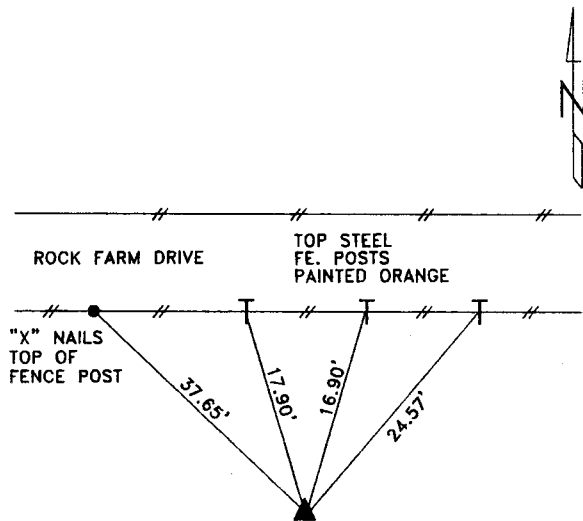 N
ROCK FARM DRIVE
TOP STEEL
FE. POSTS
PAINTED ORANGE
"X" NAILS
TOP OF
FENCE POST
37.65'
17.90'
16.90'
24.57'